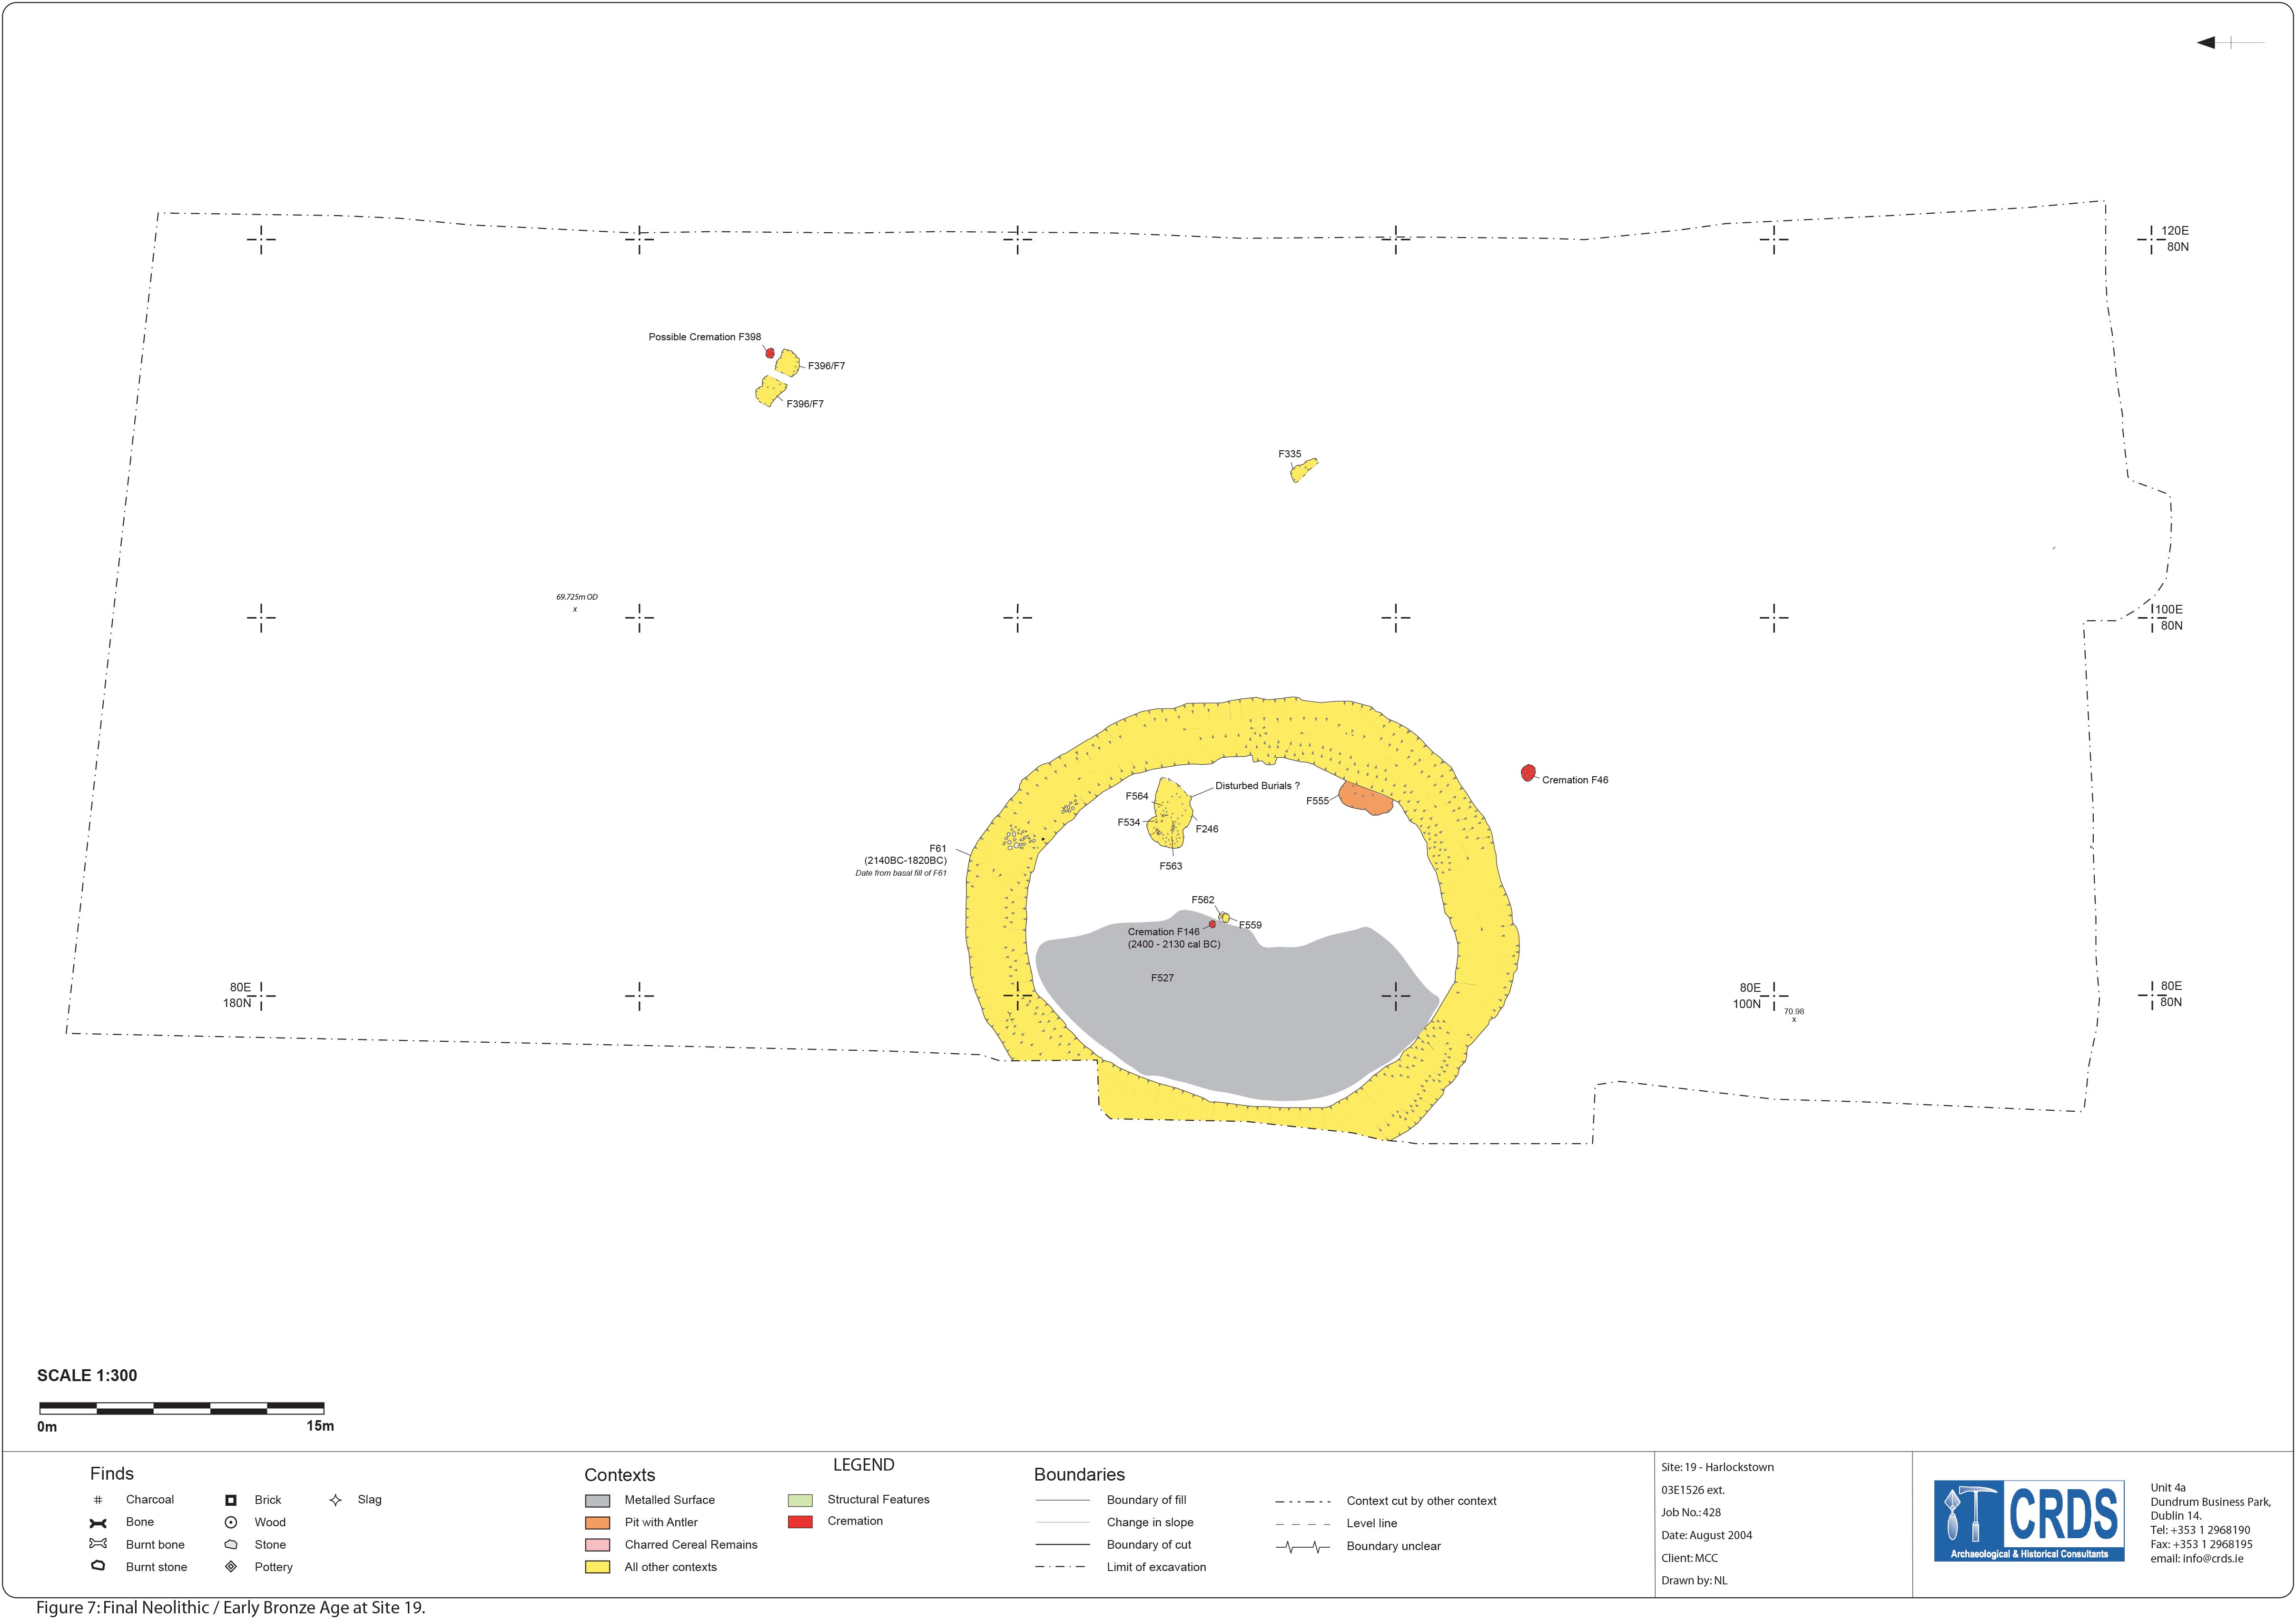 120E
80N
Possible Cremation F398
F396/F7
F396/F7
F335
69.725m OD
x
100E
80N
Cremation F46
Disturbed Burials ?
F564
F555
F534
F246
F61
(2140BC-1820BC)
Date from basal fill of F61
F563
F562
F559
Cremation F146
(2400 - 2130 cal BC)
F527
80E
180N
80E
100N
70.98
x
80E
80N
SCALE 1:300
0m
15m
LEGEND
Finds
Charcoal
Bone
Burnt bone
Burnt stone
Brick
Wood
Stone
Pottery
Slag
Contexts
Metalled Surface
Pit with Antler
Charred Cereal Remains
All other contexts
Structural Features
Cremation
Boundaries
Boundary of fill
Change in slope
Boundary of cut
Limit of excavation
Context cut by other context
Level line
Boundary unclear
Site: 19 - Harlockstown
03E1526 ext.
Job No.: 428
Date: August 2004
Client: MCC
Drawn by: NL
CRDS
Archaeological & Historical Consultants
Unit 4a
Dundrum Business Park,
Dublin 14.
Tel: +353 1 2968190
Fax: +353 1 2968195
email: info@crds.ie
Figure 7: Final Neolithic / Early Bronze Age at Site 19.